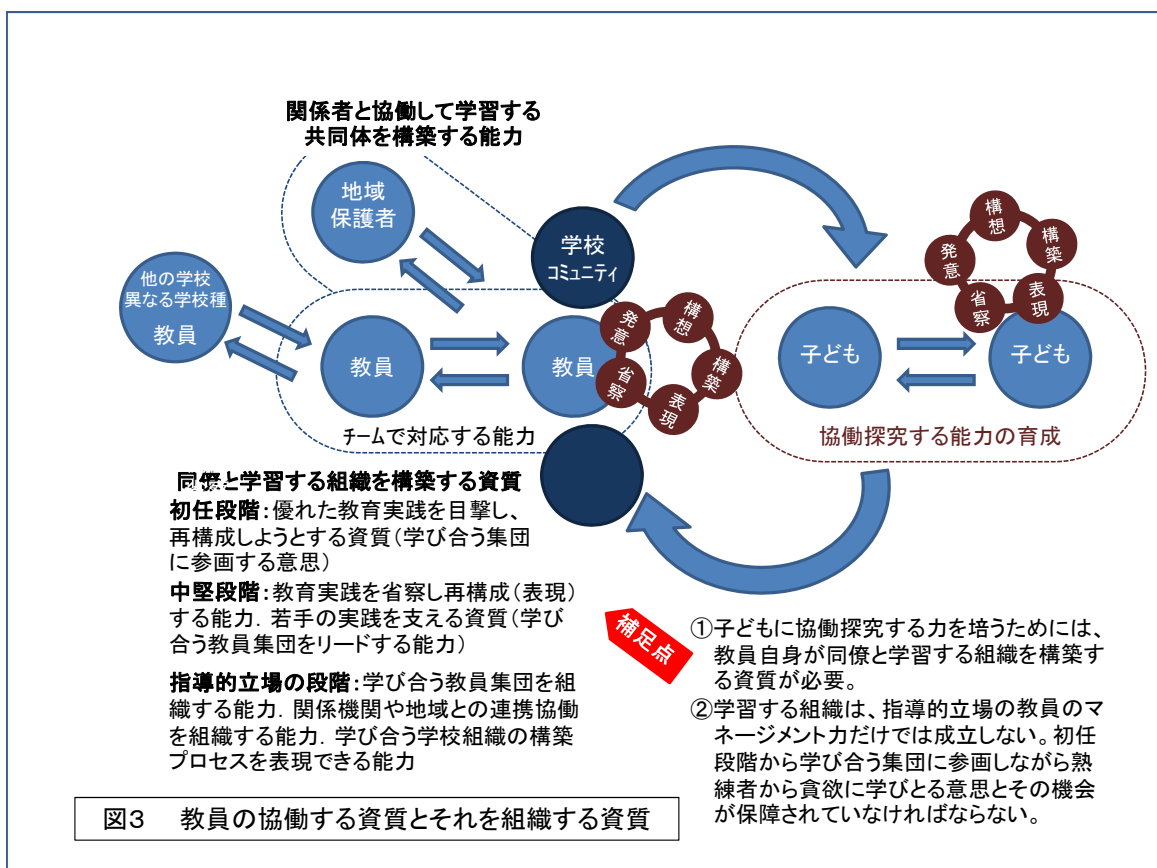 関係者と協働して学習する
共同体を構築する能力
地域
保護者
学校
コミュニティ
他の学校
異なる学校種
教員
教員
教員
発意
構想
構築
表現
省察
発意
構想
構築
表現
省察
子ども
子ども
チームで対応する能力
協働探究する能力の育成
同僚と学習する組織を構築する資質
初任段階：優れた教育実践を目撃し、
再構成しようとする資質（学び合う集団
に参画する意思）
中堅段階：教育実践を省察し再構成（表現）
する能力．若手の実践を支える資質（学び
合う教員集団をリードする能力）
指導的立場の段階：学び合う教員集団を組
織する能力．関係機関や地域との連携協働
を組織する能力．学び合う学校組織の構築
プロセスを表現できる能力
補足点
①子どもに協働探究する力を培うためには、
教員自身が同僚と学習する組織を構築す
る資質が必要。
②学習する組織は、指導的立場の教員のマ
ネージメント力だけでは成立しない。初任
段階から学び合う集団に参画しながら熟
練者から貪欲に学びとる意思とその機会
が保障されていなければならない。
図３　教員の協働する資質とそれを組織する資質